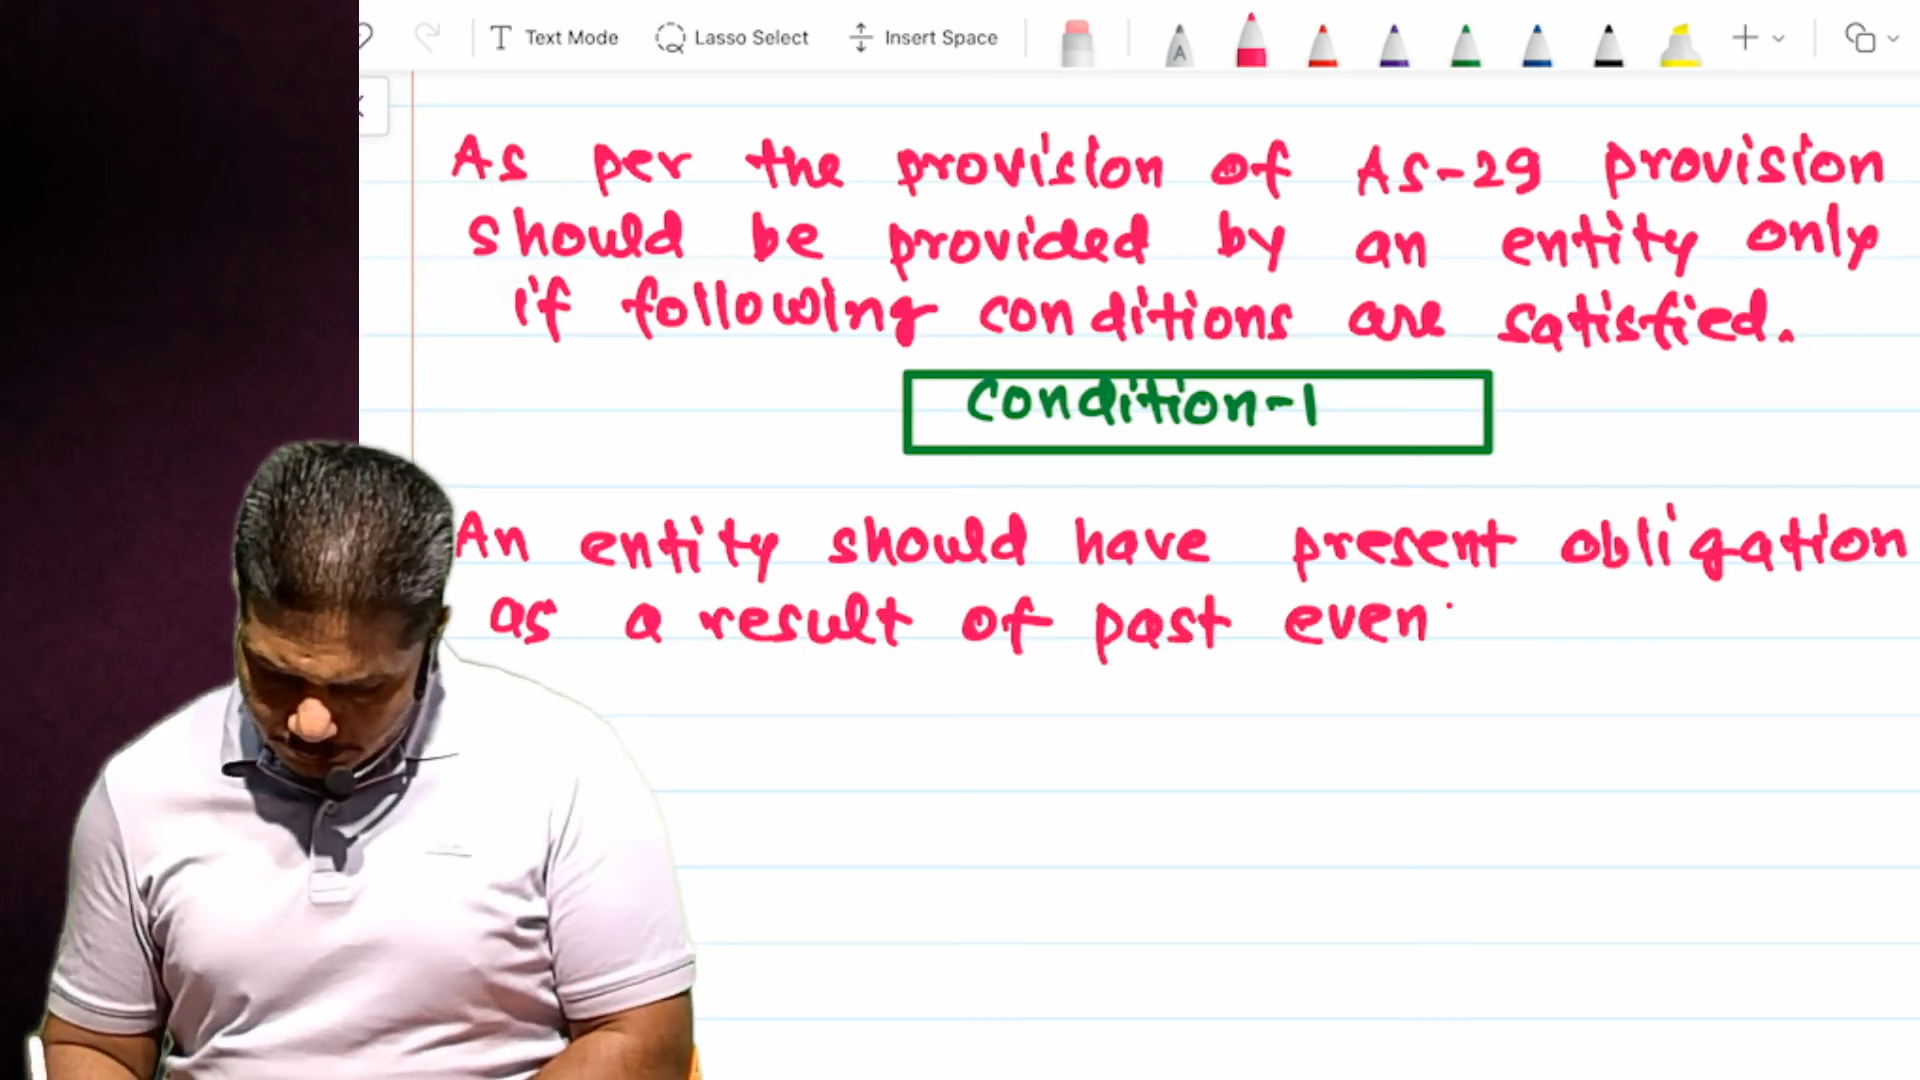 Text Mode Lasso Select Insert Space A
As per the provision of AS-29 provision
should be provided by an entity only
if following conditions are satisfied.
Condition-1
An entity should have present obligation
as a result of past even